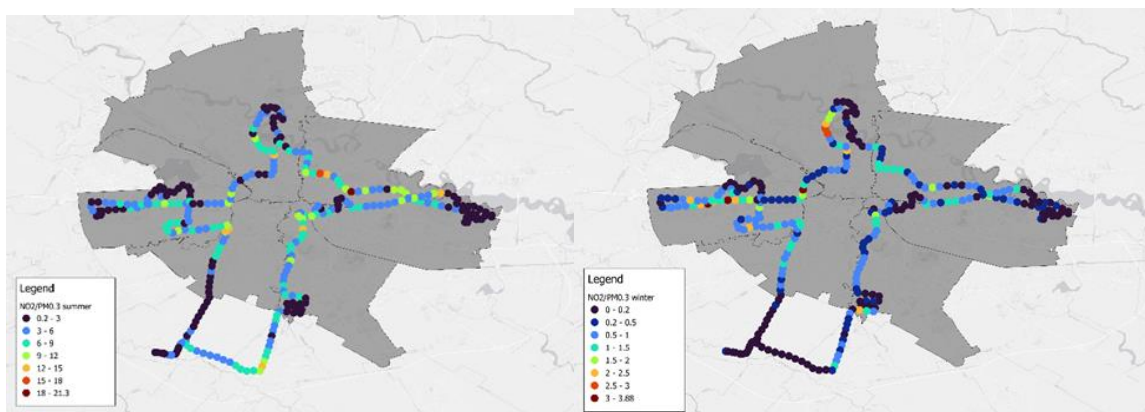 Legend
NO2/PM0.3 summer
0.2 - 3
3 - 6
6 - 9
9 - 12
12 - 15
15 - 18
18 - 21.3
Legend
NO2/PM0.3 winter
0 - 0.2
0.2 - 0.5
0.5 - 1
1 - 1.5
1.5 - 2
2 - 2.5
2.5 - 3
3 - 3.88